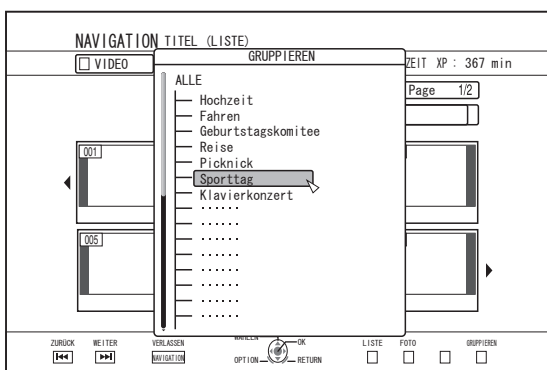 NAVIGATION TITEL (LISTE)
VIDEO
GRUPPIEREN
ZEIT XP : 367 min
Page 1/2
ALLE
Hochzeit
Fahren
Geburtstagskomitee
Reise
Picknick
Sporttag
Klavierkonzert
······
······
······
······
······
······
······
······
001
005
ZURÜCK WEITER VERLASSEN OK LISTE FOTO GRUPPIEREN
NAVIGATION OPTION RETURN